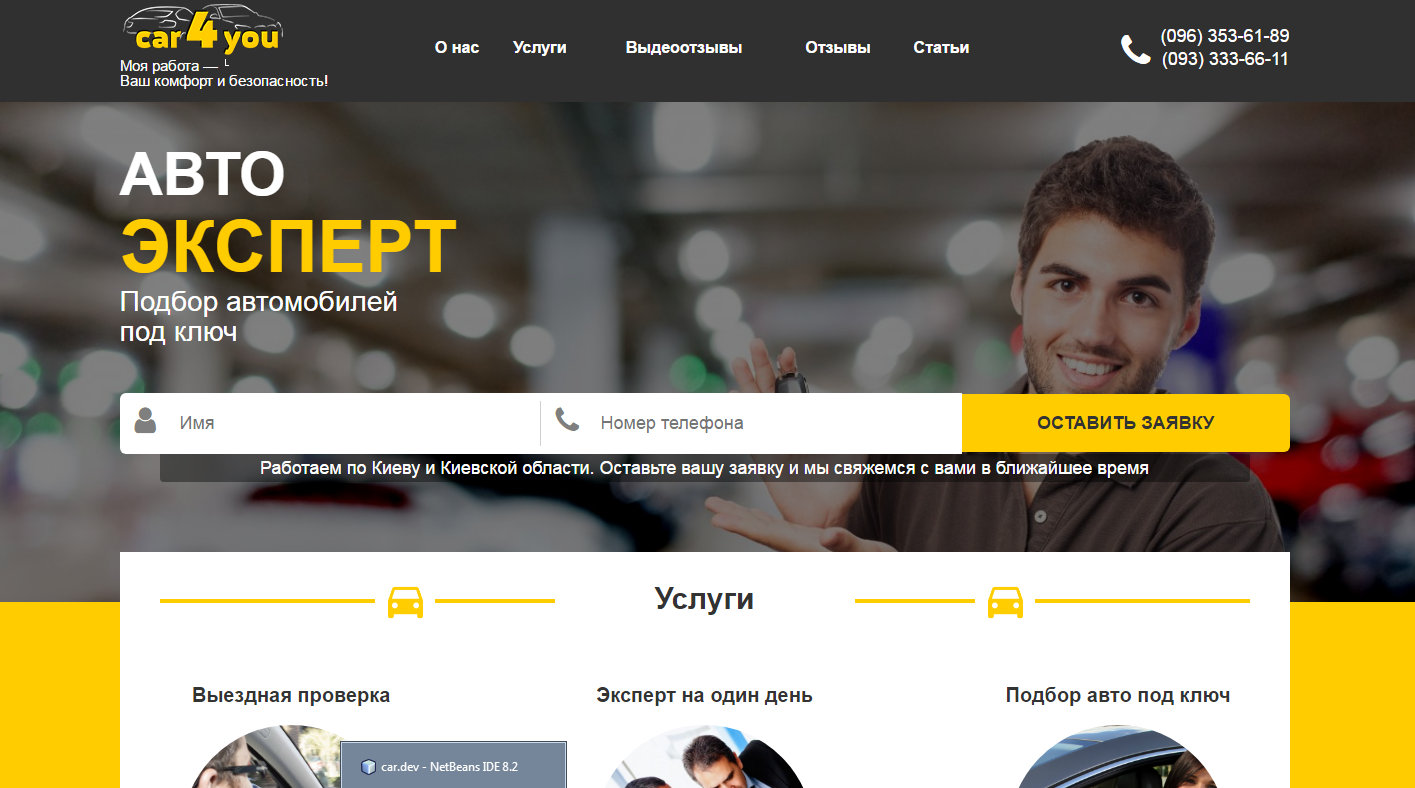 car4you
Моя работа —
Ваш комфорт и безопасность!
О нас
Услуги
Выдеоотзывы
Отзывы
Статьи
(096) 353-61-89
(093) 333-66-11
АВТО
ЭКСПЕРТ
Подбор автомобилей
под ключ
Имя
Номер телефона
ОСТАВИТЬ ЗАЯВКУ
Работаем по Киеву и Киевской области. Оставьте вашу заявку и мы свяжемся с вами в ближайшее время
Услуги
Выездная проверка
Эксперт на один день
Подбор авто под ключ
car.dev - NetBeans IDE 8.2